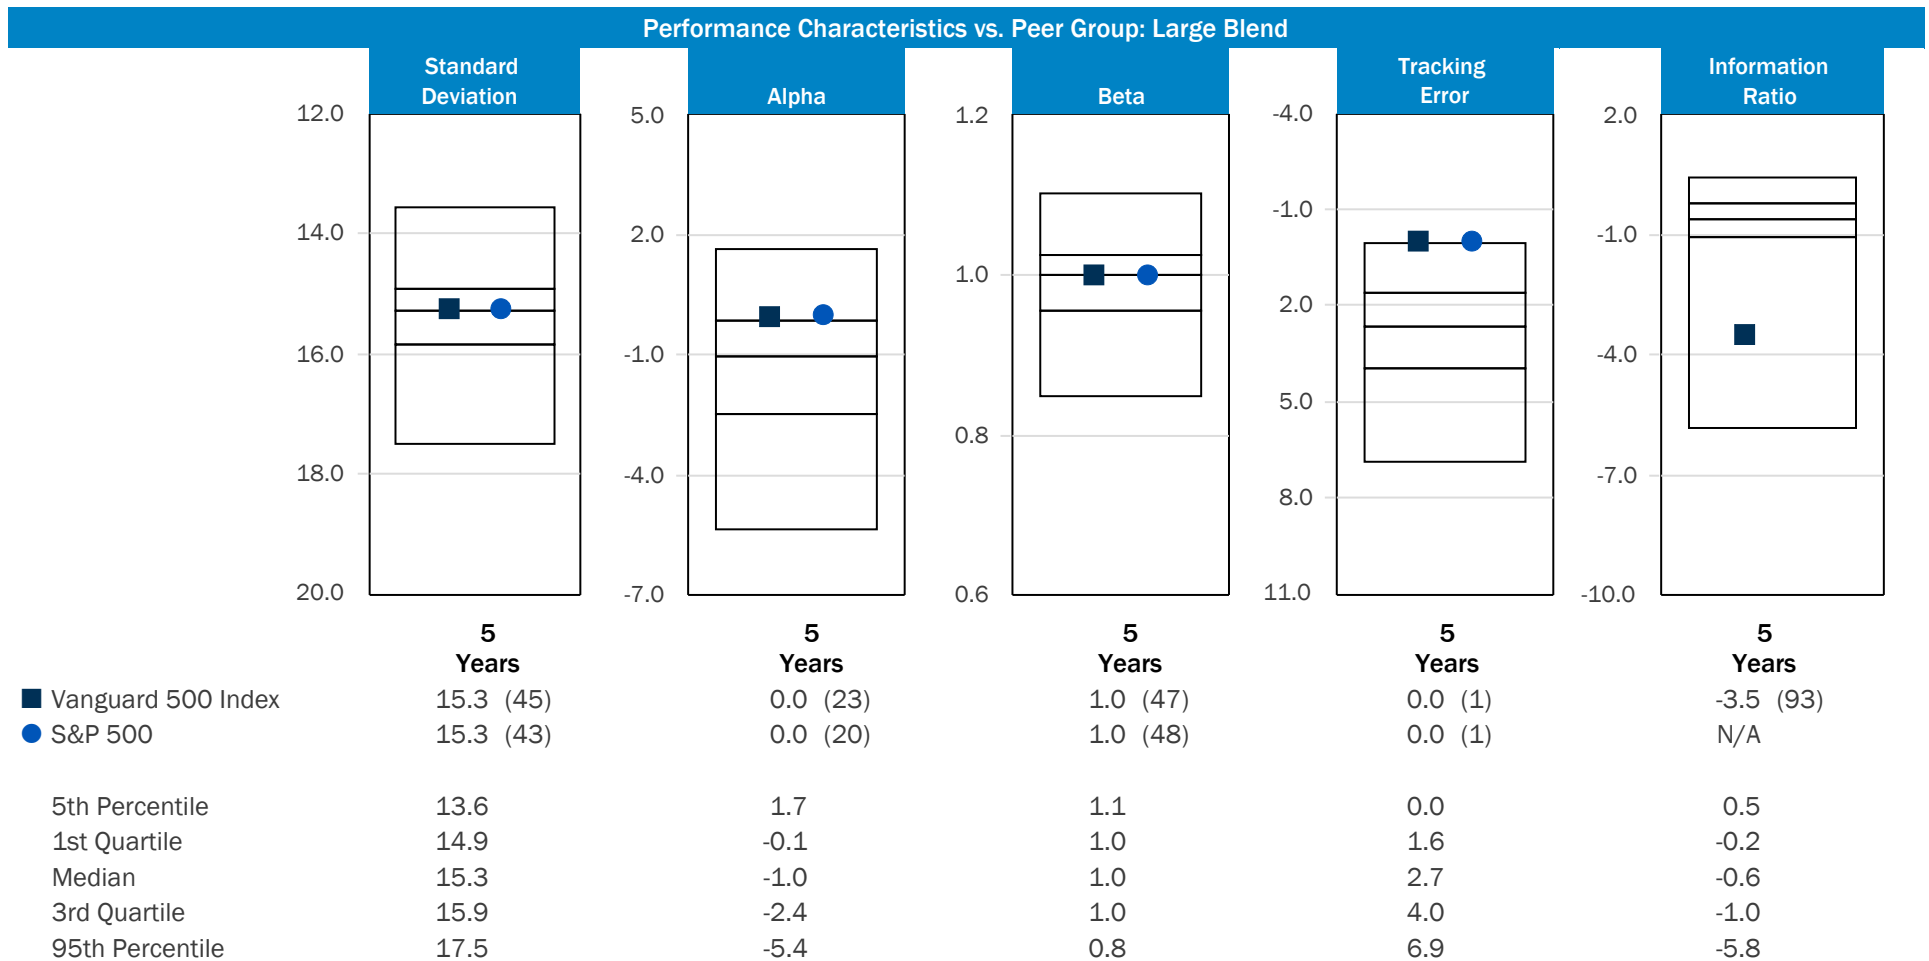 Performance Characteristics vs. Peer Group: Large Blend
Standard Deviation
Alpha
Beta
Tracking Error
Information Ratio
12.0
14.0
16.0
18.0
20.0
5.0
2.0
-1.0
-4.0
-7.0
1.2
1.0
0.8
0.6
-4.0
-1.0
2.0
5.0
8.0
11.0
2.0
-1.0
-4.0
-7.0
-10.0
5 Years
5 Years
5 Years
5 Years
5 Years
Vanguard 500 Index 15.3 (45) 0.0 (23) 1.0 (47) 0.0 (1) -3.5 (93)
S&P 500 15.3 (43) 0.0 (20) 1.0 (48) 0.0 (1) N/A
5th Percentile 13.6 1.7 1.1 0.0 0.5
1st Quartile 14.9 -0.1 1.0 1.6 -0.2
Median 15.3 -1.0 1.0 2.7 -0.6
3rd Quartile 15.9 -2.4 1.0 4.0 -1.0
95th Percentile 17.5 -5.4 0.8 6.9 -5.8